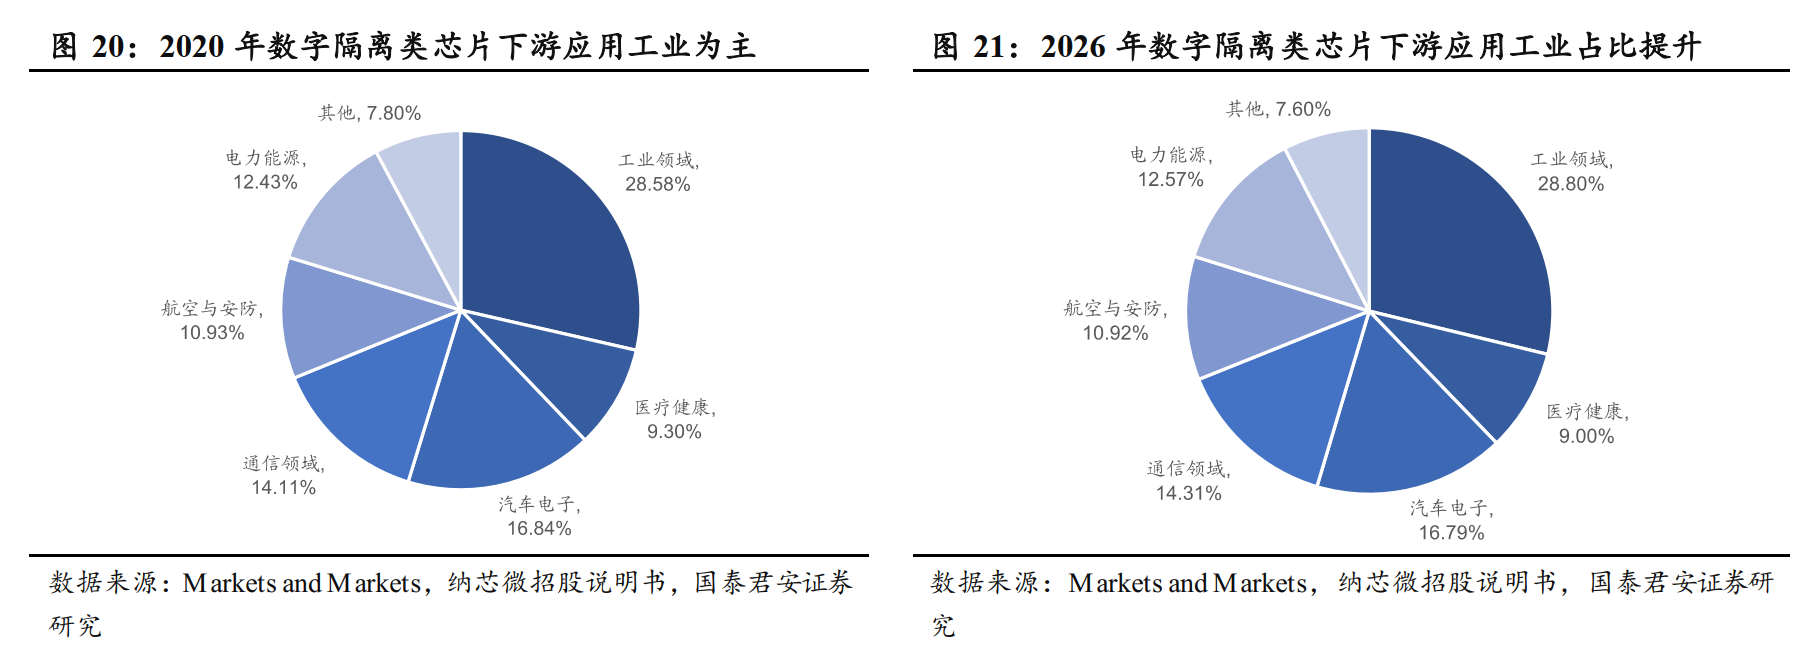 图 20：2020 年数字隔离类芯片下游应用工业为主
其他, 7.80%
电力能源,
12.43%
工业领域,
28.58%
航空与安防,
10.93%
医疗健康,
9.30%
通信领域,
14.11%
汽车电子,
16.84%
数据来源：Markets and Markets，纳芯微招股说明书，国泰君安证券
研究
图 21：2026 年数字隔离类芯片下游应用工业占比提升
其他, 7.60%
电力能源,
12.57%
工业领域,
28.80%
航空与安防,
10.92%
医疗健康,
9.00%
通信领域,
14.31%
汽车电子,
16.79%
数据来源：Markets and Markets，纳芯微招股说明书，国泰君安证券研
究